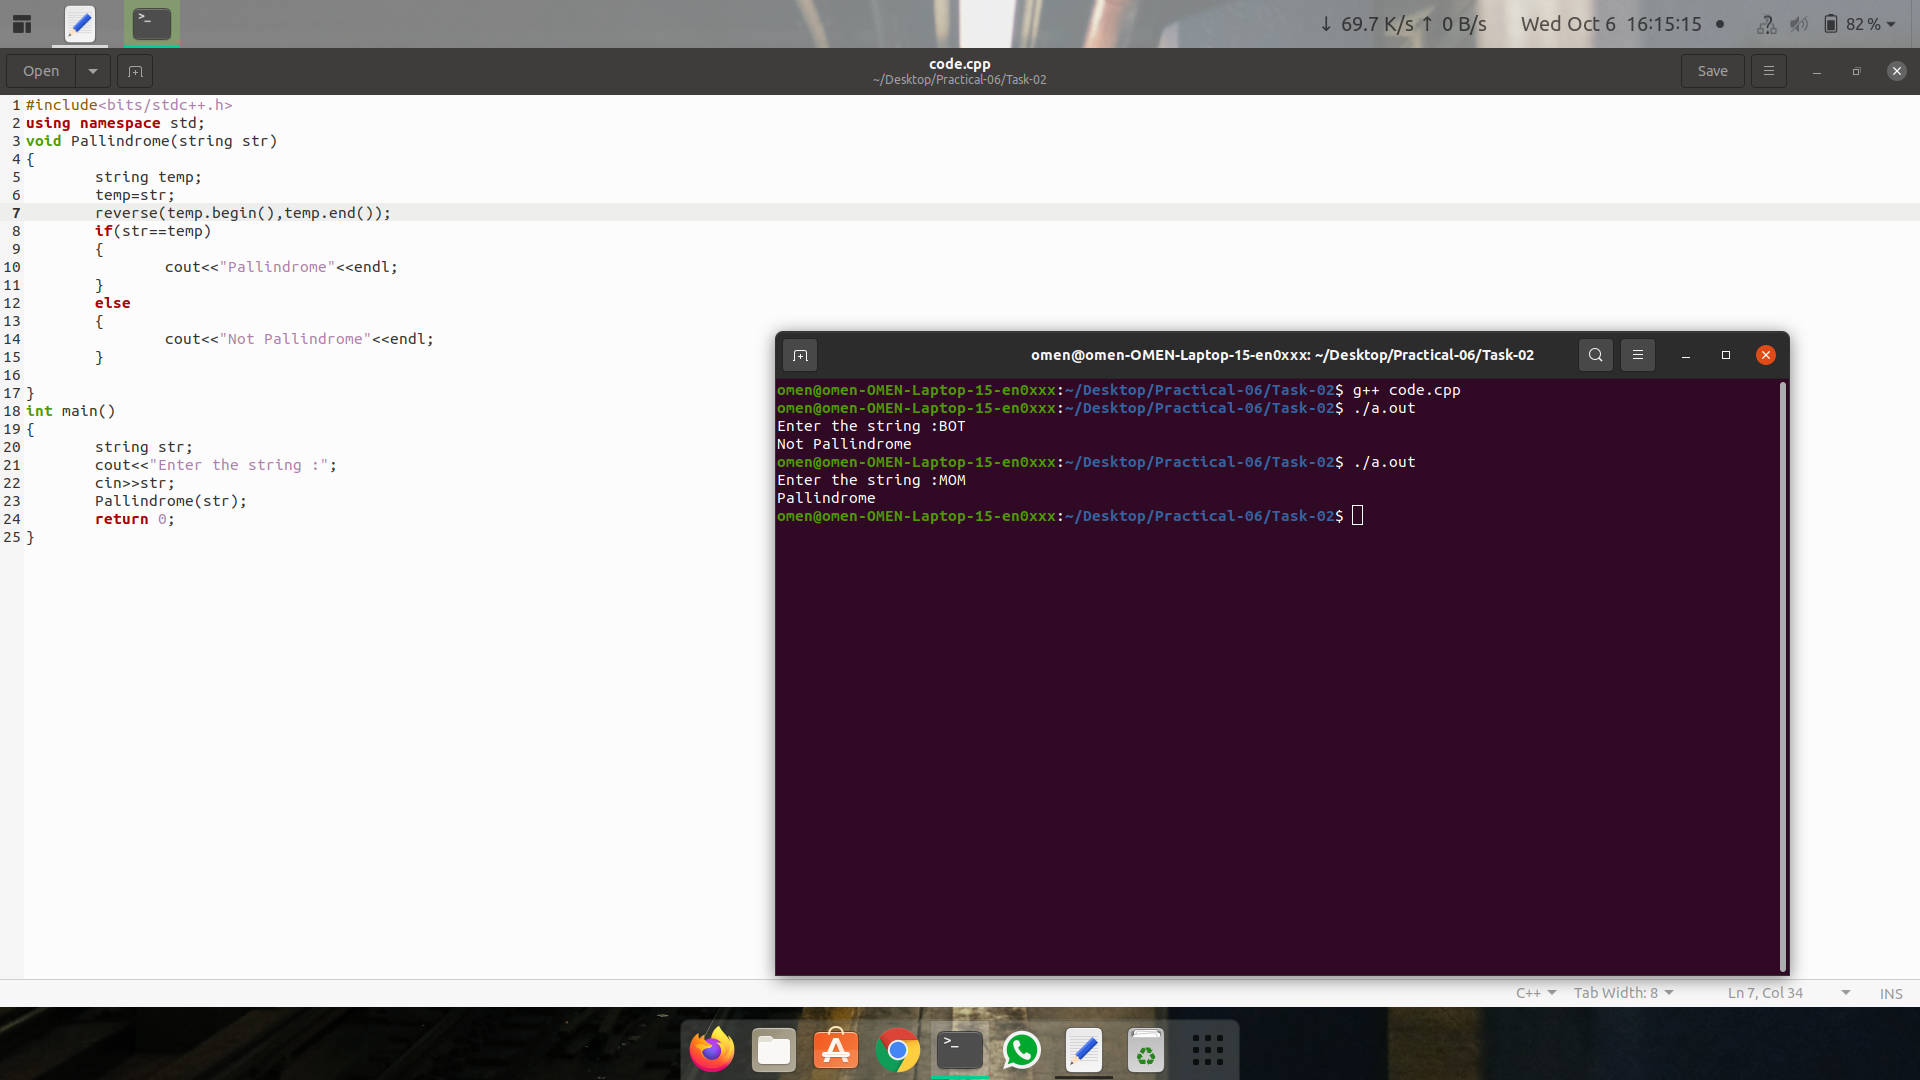 ↓ 69.7 K/s ↑ 0 B/s Wed Oct 6 16:15:15 82 %
Open
code.cpp
~/Desktop/Practical-06/Task-02
Save
1 #include<bits/stdc++.h>
2 using namespace std;
3 void Pallindrome(string str)
4 {
5 string temp;
6 temp=str;
7 reverse(temp.begin(),temp.end());
8 if(str==temp)
9 {
10 cout<<"Pallindrome"<<endl;
11 }
12 else
13 {
14 cout<<"Not Pallindrome"<<endl;
15 }
16
17 }
18 int main()
19 {
20 string str;
21 cout<<"Enter the string :";
22 cin>>str;
23 Pallindrome(str);
24 return 0;
25 }
omen@omen-OMEN-Laptop-15-en0xxx: ~/Desktop/Practical-06/Task-02
omen@omen-OMEN-Laptop-15-en0xxx:~/Desktop/Practical-06/Task-02$ g++ code.cpp
omen@omen-OMEN-Laptop-15-en0xxx:~/Desktop/Practical-06/Task-02$ ./a.out
Enter the string :BOT
Not Pallindrome
omen@omen-OMEN-Laptop-15-en0xxx:~/Desktop/Practical-06/Task-02$ ./a.out
Enter the string :MOM
Pallindrome
omen@omen-OMEN-Laptop-15-en0xxx:~/Desktop/Practical-06/Task-02$
C++ Tab Width: 8 Ln 7, Col 34 INS